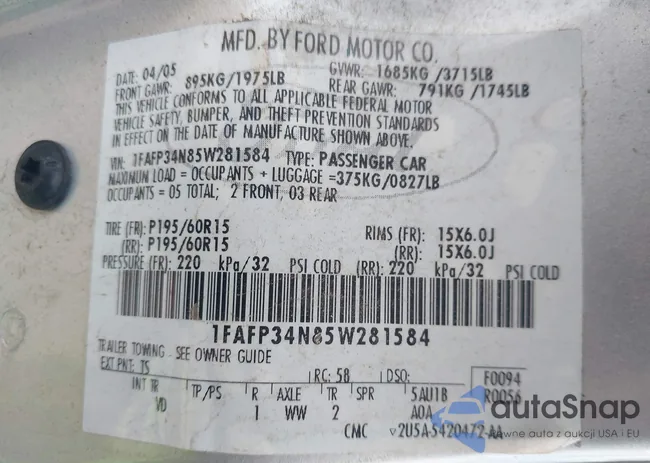 MFD. BY FORD MOTOR CO.
DATE: 04/05 GVWR: 1685KG /3715LB
FRONT GAWR: 895KG/1975LB REAR GAWR: 791KG /1745LB
THIS VEHICLE CONFORMS TO ALL APPLICABLE FEDERAL MOTOR
VEHICLE SAFETY, BUMPER, AND THEFT PREVENTION STANDARDS
IN EFFECT ON THE DATE OF MANUFACTURE SHOWN ABOVE.
VIN: 1FAFP34N85W281584 TYPE: PASSENGER CAR
MAXIMUM LOAD = OCCUPANTS + LUGGAGE =375KG/0827LB
OCCUPANTS = 05 TOTAL; 2 FRONT, 03 REAR
TIRE (FR): P195/60R15 RIMS (FR): 15X6.0J
(RR): P195/60R15 (RR): 15X6.0J
PRESSURE (FR): 220 kPa/32 PSI COLD (RR): 220 kPa/32 PSI COLD
1FAFP34N85W281584
TRAILER TOWING - SEE OWNER GUIDE
EXT PNT: TS RC: 58 DSO: F0094
INT TR TP/PS R AXLE TR SPR 5AU1B R0056
VD 1 WW 2 AOA
CMC 2U5A-5420472-AA
autaSnap
Pewne auto z aukcji USA i EU